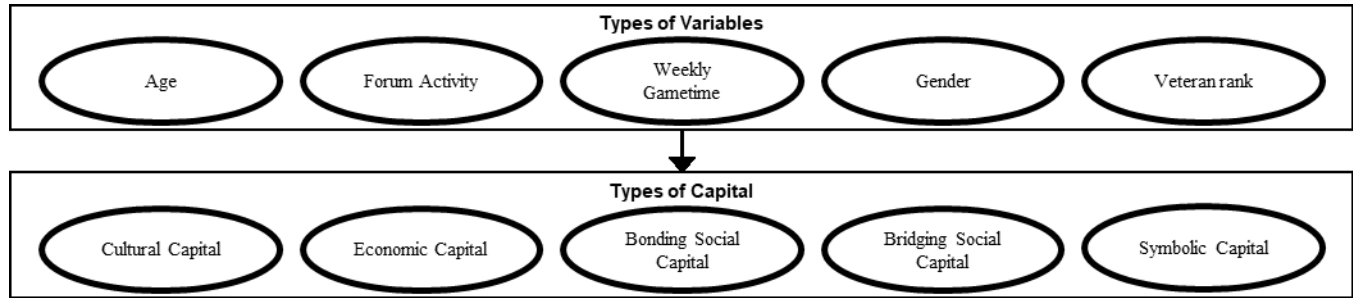 Types of Variables
Age
Forum Activity
Weekly
Gametime
Gender
Veteran rank
Types of Capital
Cultural Capital
Economic Capital
Bonding Social
Capital
Bridging Social
Capital
Symbolic Capital